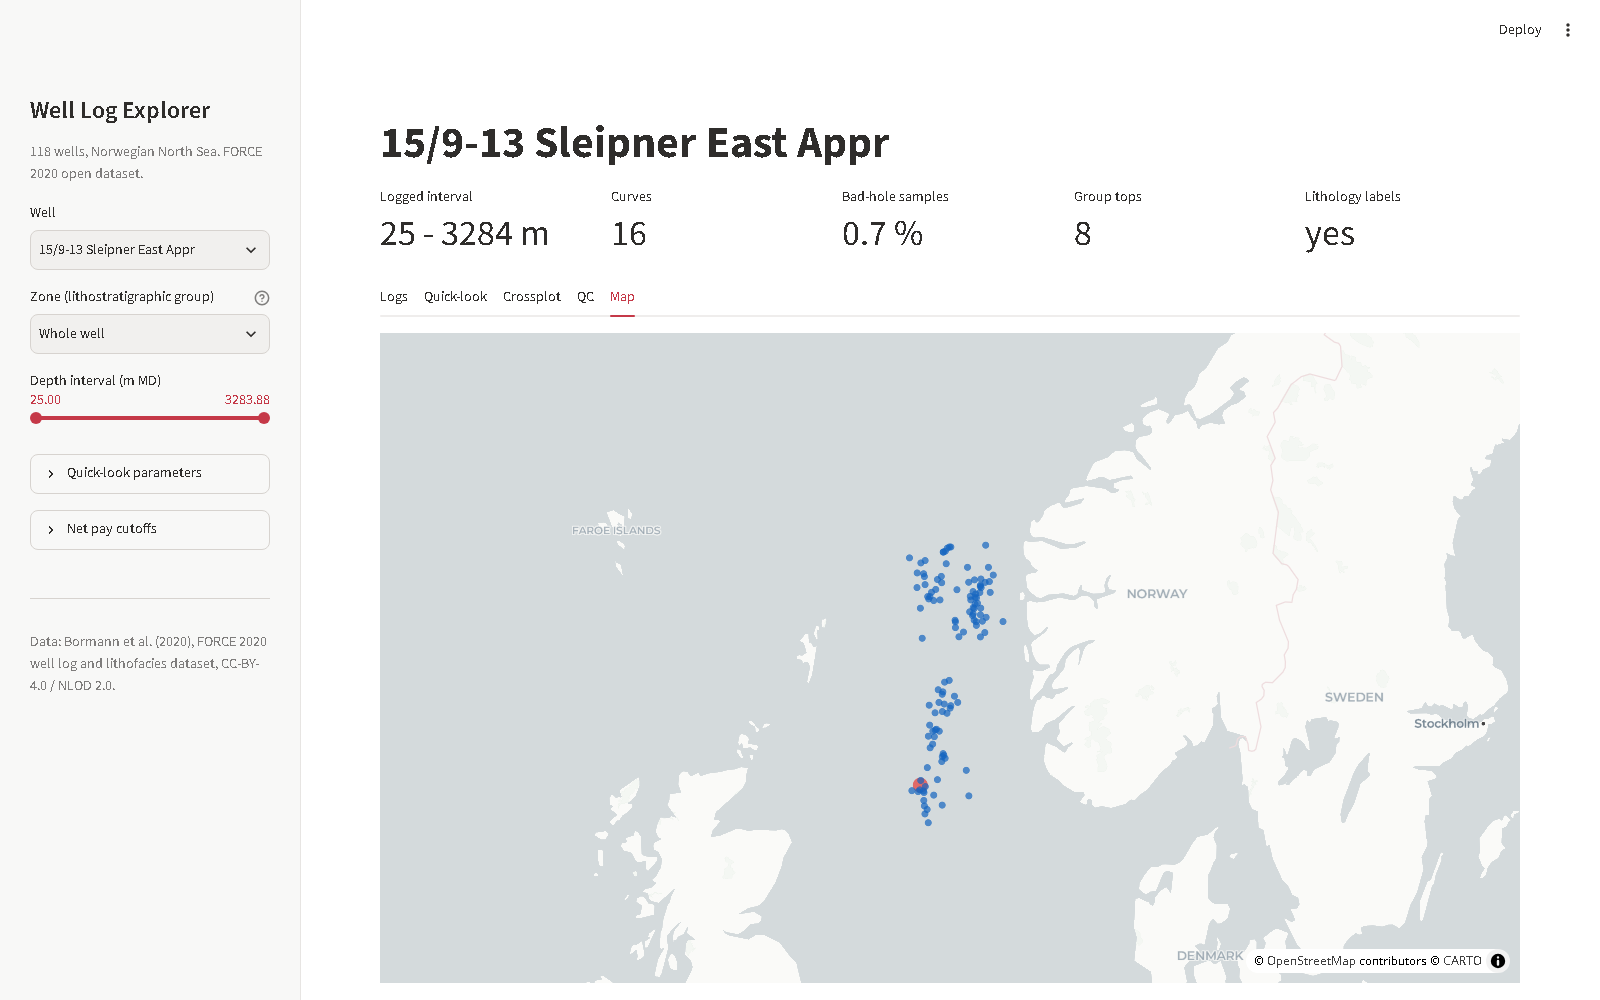 Deploy
Well Log Explorer
118 wells, Norwegian North Sea. FORCE
2020 open dataset.
Well
15/9-13 Sleipner East Appr
Zone (lithostratigraphic group)
Whole well
Depth interval (m MD)
25.00 3283.88
Quick-look parameters
Net pay cutoffs
Data: Bormann et al. (2020), FORCE 2020
well log and lithofacies dataset, CC-BY-
4.0 / NLOD 2.0.
15/9-13 Sleipner East Appr
Logged interval Curves Bad-hole samples Group tops Lithology labels
25 - 3284 m 16 0.7 % 8 yes
Logs Quick-look Crossplot QC Map
FAROE ISLANDS
NORWAY
SWEDEN
Stockholm
DENMARK
© OpenStreetMap contributors © CARTO